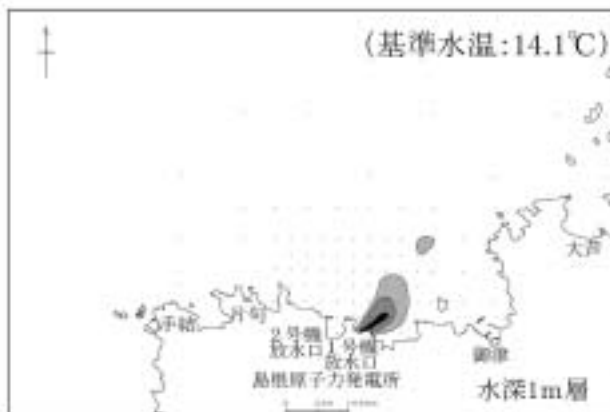 (基準水温:14.1℃)
大芦
手結
片句
2号機
放水口
1号機
放水口
御津
島根原子力発電所
水深1m層